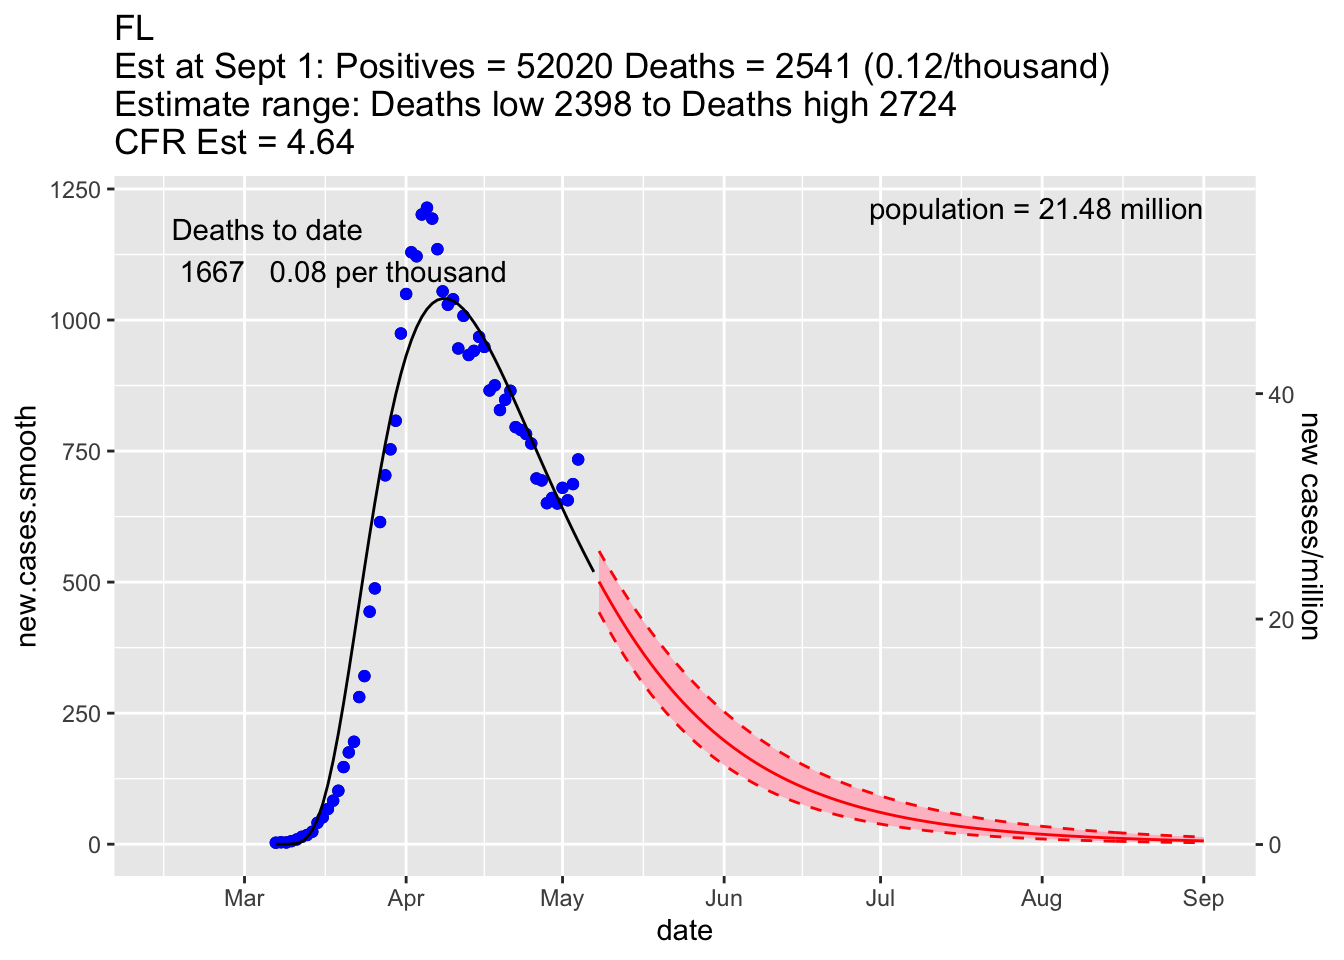 FL
Est at Sept 1: Positives = 52020 Deaths = 2541 (0.12/thousand)
Estimate range: Deaths low 2398 to Deaths high 2724
CFR Est = 4.64
population = 21.48 million
Deaths to date
1667 0.08 per thousand
1250
1000
750
500
250
0
new.cases.smooth
40
20
0
new cases/million
Mar Apr May Jun Jul Aug Sep
date